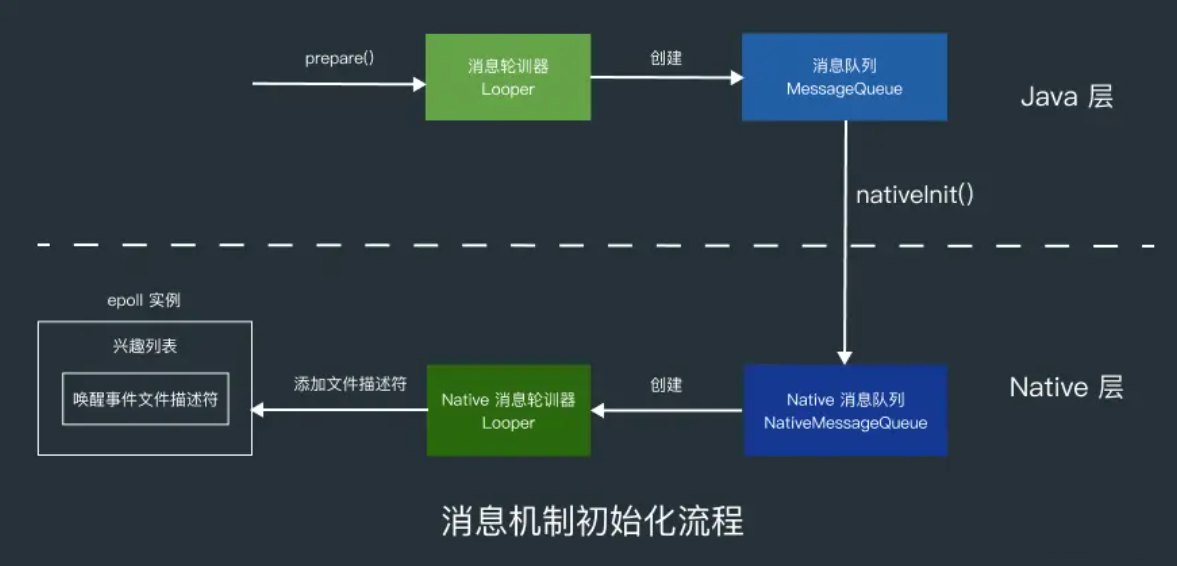 prepare()
消息轮训器
Looper
创建
消息队列
MessageQueue
Java 层
nativeInit()
epoll 实例
兴趣列表
唤醒事件文件描述符
添加文件描述符
Native 消息轮训器
Looper
创建
Native 消息队列
NativeMessageQueue
Native 层
消息机制初始化流程